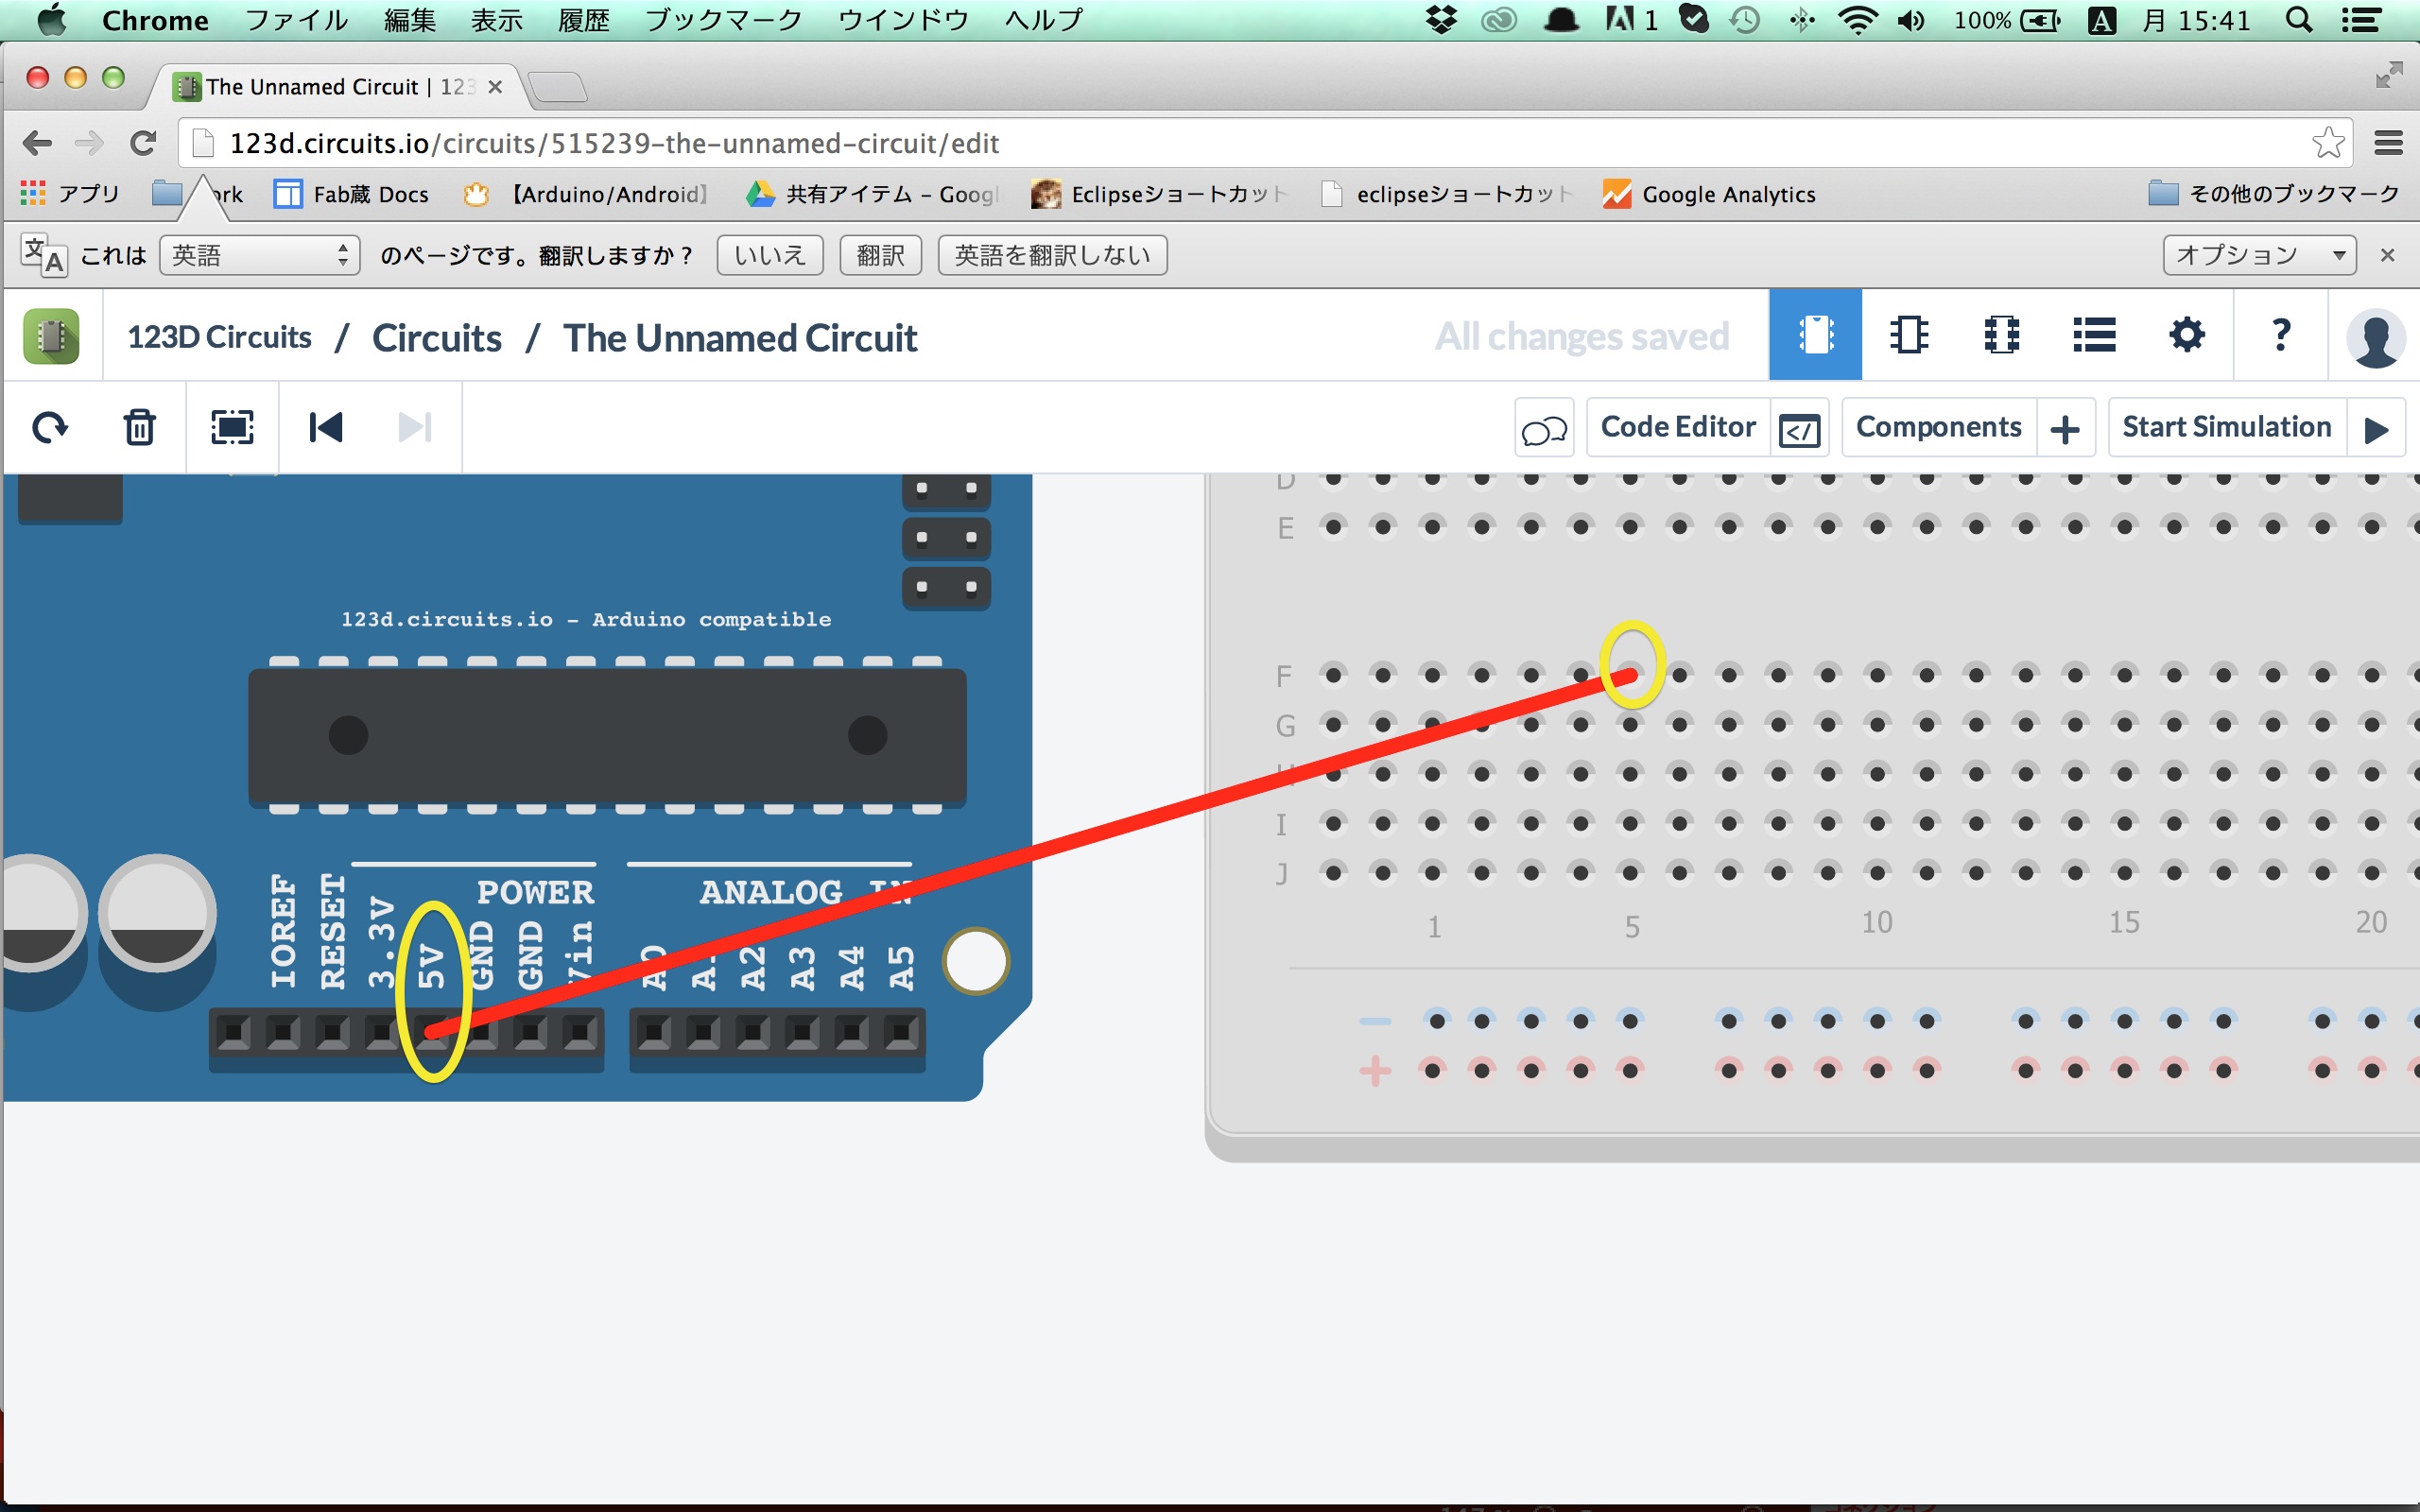 Chrome ファイル 編集 表示 履歴 ブックマーク ウインドウ ヘルプ 1 100% A 月 15:41
The Unnamed Circuit | 123
123d.circuits.io/circuits/515239-the-unnamed-circuit/edit
アプリ ork Fab蔵 Docs 【Arduino/Android】 共有アイテム – Googl Eclipseショートカット eclipseショートカット Google Analytics その他のブックマーク
文A これは 英語 のページです。翻訳しますか？ いいえ 翻訳 英語を翻訳しない オプション ×
123D Circuits / Circuits / The Unnamed Circuit All changes saved ?
Code Editor </> Components + Start Simulation
D
E
123d.circuits.io – Arduino compatible
F
G
H
I
J
POWER ANALOG IN
IOREF RESET 3.3V 5V GND GND Vin A0 A1 A2 A3 A4 A5
1 5 10 15 20
−
+